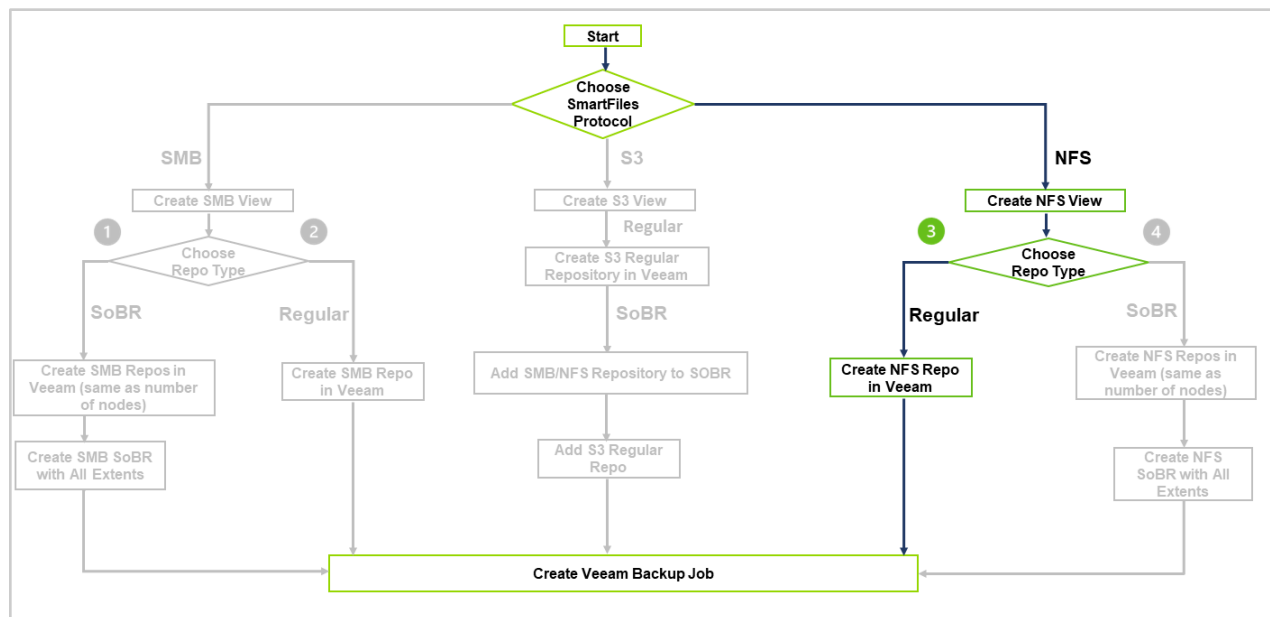 Start
Choose
SmartFiles
Protocol
SMB
S3
NFS
Create SMB View
Create S3 View
Create NFS View
1
2
Regular
3
4
Choose
Repo Type
Create S3 Regular
Repository in Veeam
Choose
Repo Type
SoBR
Regular
SoBR
Regular
SoBR
Create SMB Repos in
Veeam (same as number
of nodes)
Create SMB Repo
in Veeam
Add SMB/NFS Repository to SOBR
Create NFS Repo
in Veeam
Create NFS Repos in
Veeam (same as
number of nodes)
Create SMB SoBR
with All Extents
Add S3 Regular
Repo
Create NFS
SoBR with All
Extents
Create Veeam Backup Job